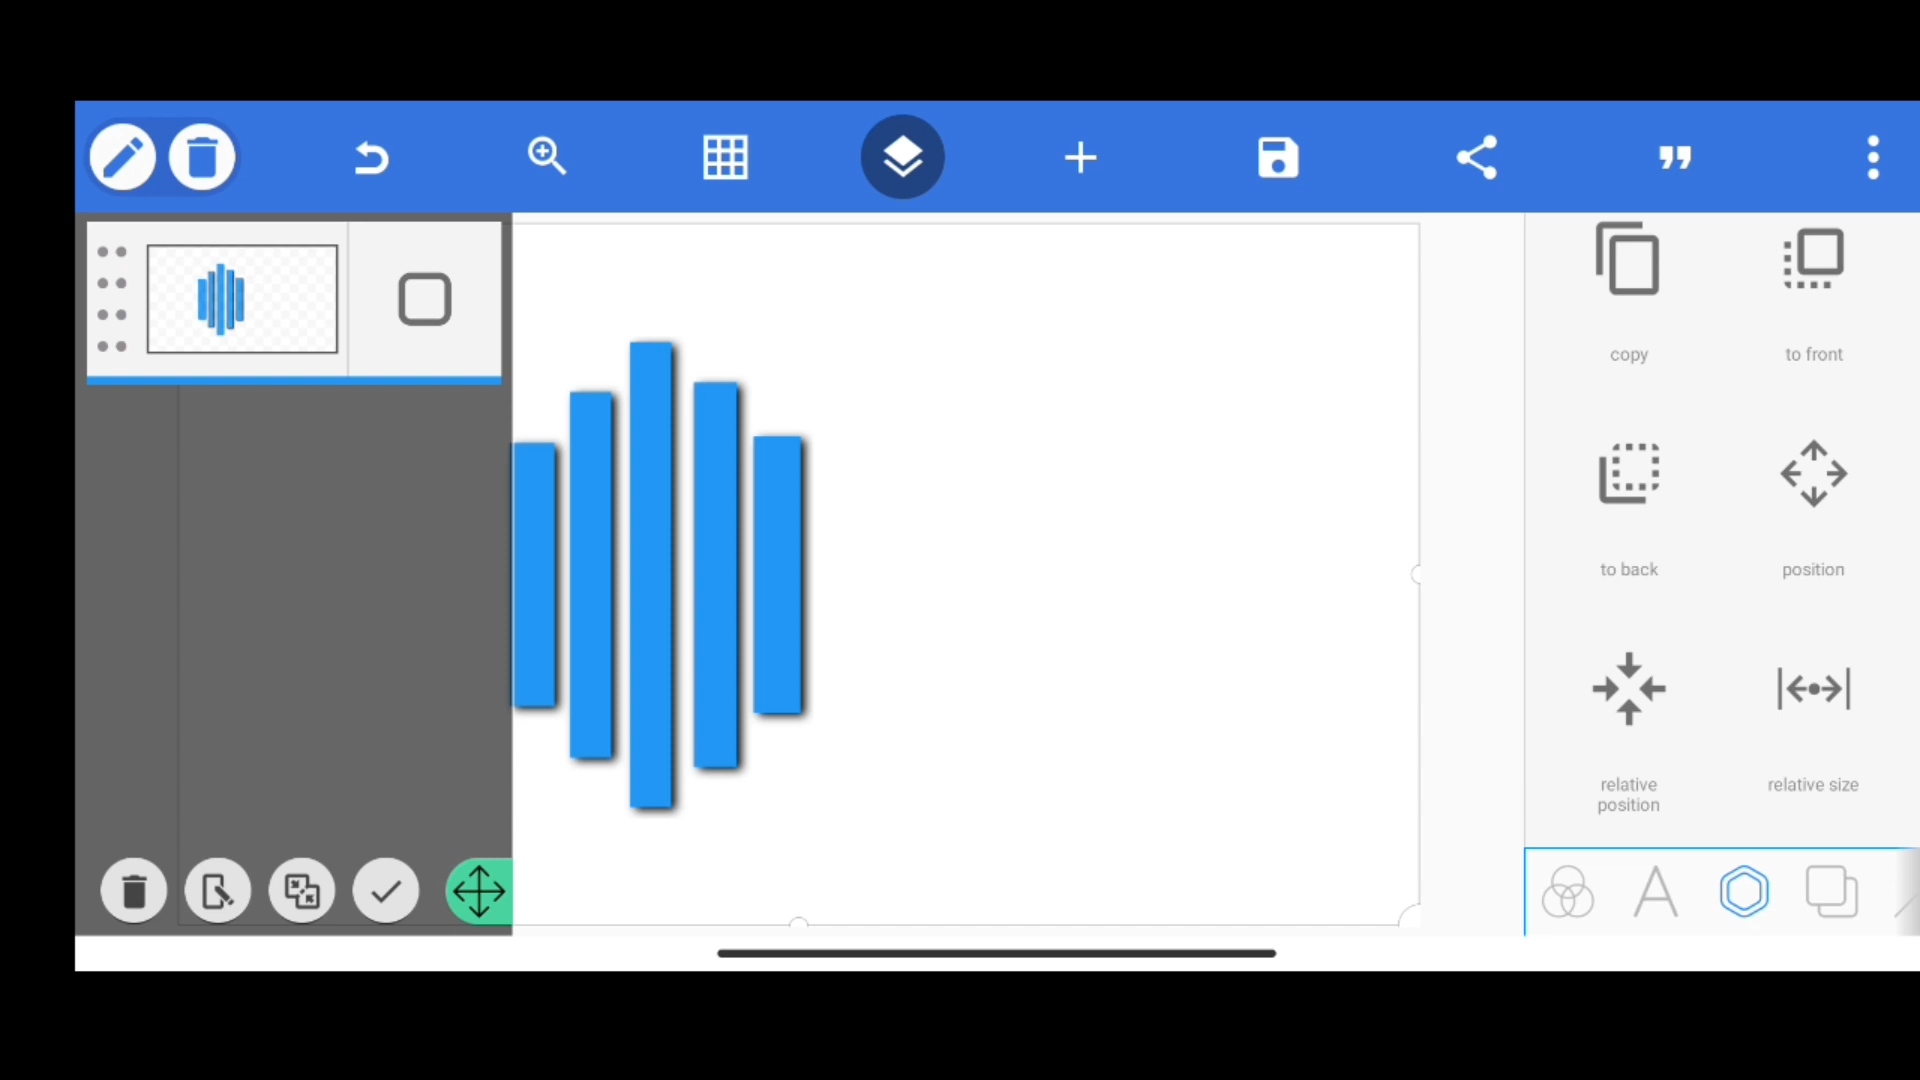 copy
to front
to back
position
relative
position
relative size